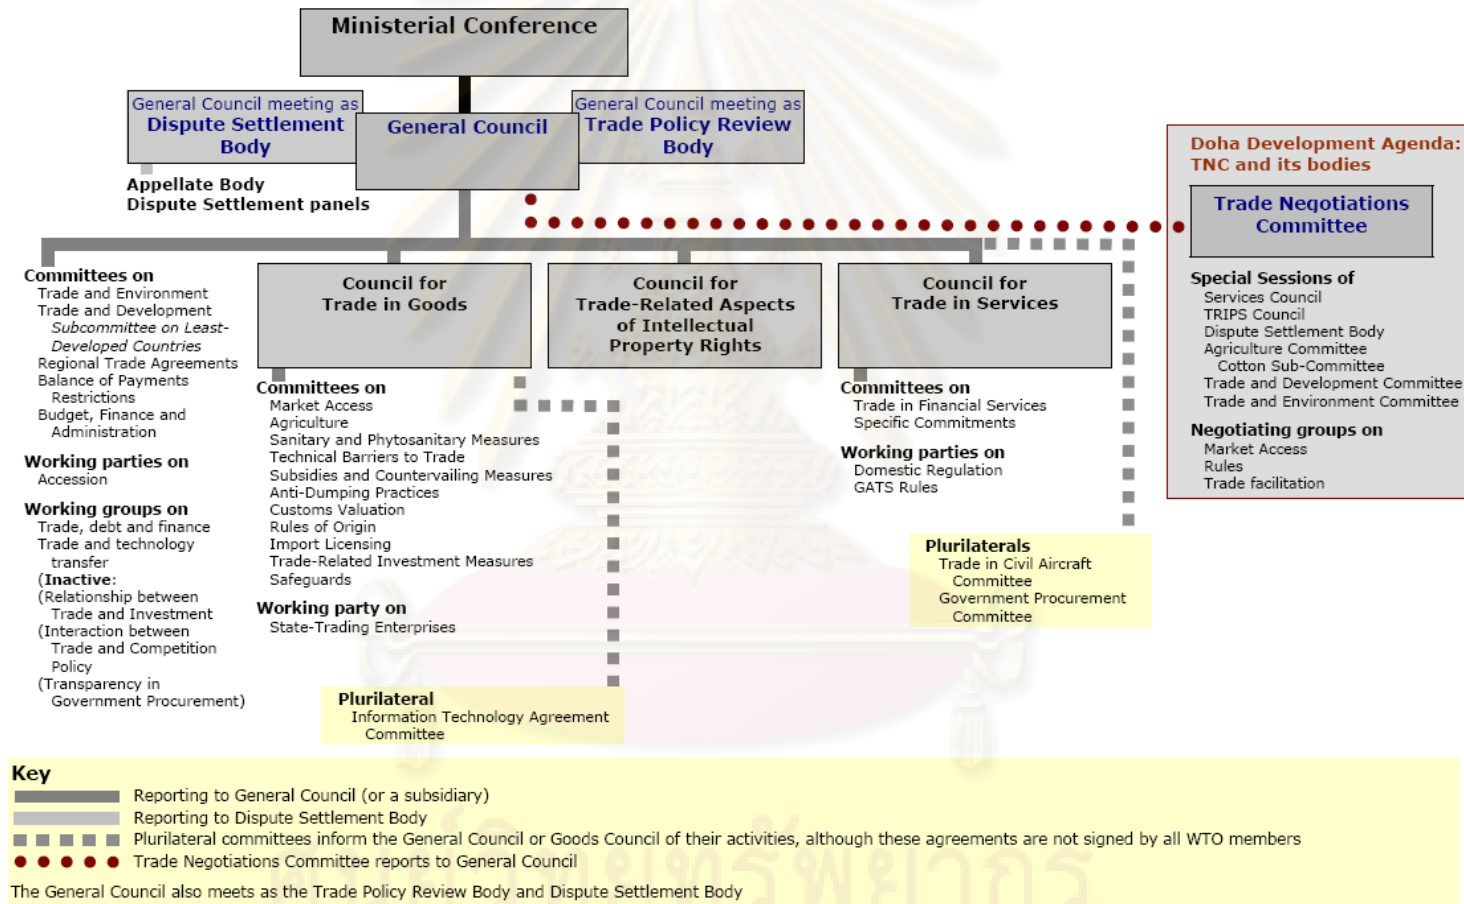 Ministerial Conference
General Council meeting as
Dispute Settlement
Body
General Council
General Council meeting as
Trade Policy Review
Body
Appellate Body
Dispute Settlement panels
Doha Development Agenda:
TNC and its bodies
Trade Negotiations
Committee
Special Sessions of
Services Council
TRIPS Council
Dispute Settlement Body
Agriculture Committee
Cotton Sub-Committee
Trade and Development Committee
Trade and Environment Committee
Negotiating groups on
Market Access
Rules
Trade facilitation
Committees on
Trade and Environment
Trade and Development
Subcommittee on Least-
Developed Countries
Regional Trade Agreements
Balance of Payments
Restrictions
Budget, Finance and
Administration
Working parties on
Accession
Working groups on
Trade, debt and finance
Trade and technology
transfer
(Inactive:
(Relationship between
Trade and Investment
(Interaction between
Trade and Competition
Policy
(Transparency in
Government Procurement)
Council for
Trade in Goods
Committees on
Market Access
Agriculture
Sanitary and Phytosanitary Measures
Technical Barriers to Trade
Subsidies and Countervailing Measures
Anti-Dumping Practices
Customs Valuation
Rules of Origin
Import Licensing
Trade-Related Investment Measures
Safeguards
Working party on
State-Trading Enterprises
Plurilateral
Information Technology Agreement
Committee
Council for
Trade-Related Aspects
of Intellectual
Property Rights
Council for
Trade in Services
Committees on
Trade in Financial Services
Specific Commitments
Working parties on
Domestic Regulation
GATS Rules
Plurilaterals
Trade in Civil Aircraft
Committee
Government Procurement
Committee
Key
Reporting to General Council (or a subsidiary)
Reporting to Dispute Settlement Body
Plurilateral committees inform the General Council or Goods Council of their activities, although these agreements are not signed by all WTO members
Trade Negotiations Committee reports to General Council
The General Council also meets as the Trade Policy Review Body and Dispute Settlement Body
ศูนย์วิทยทรัพยากร